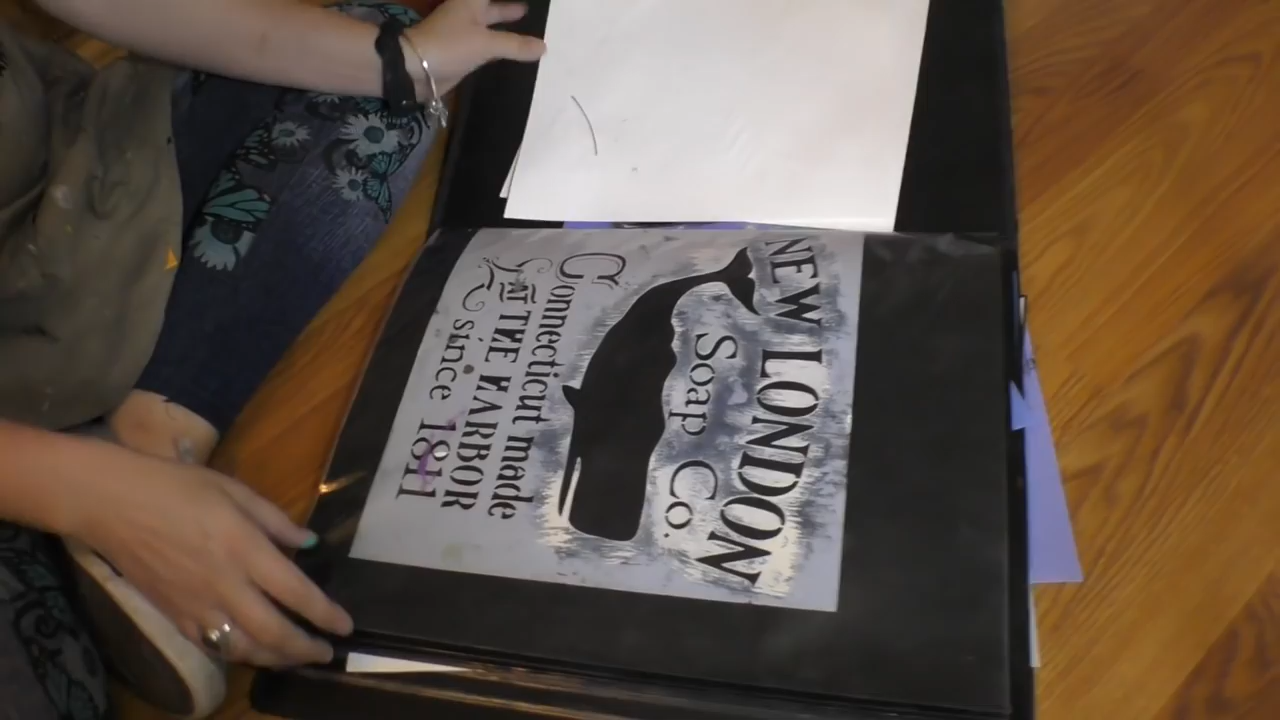 NEW LONDON
Soap Co.
Connecticut made
AT THE HARBOR
since 1811